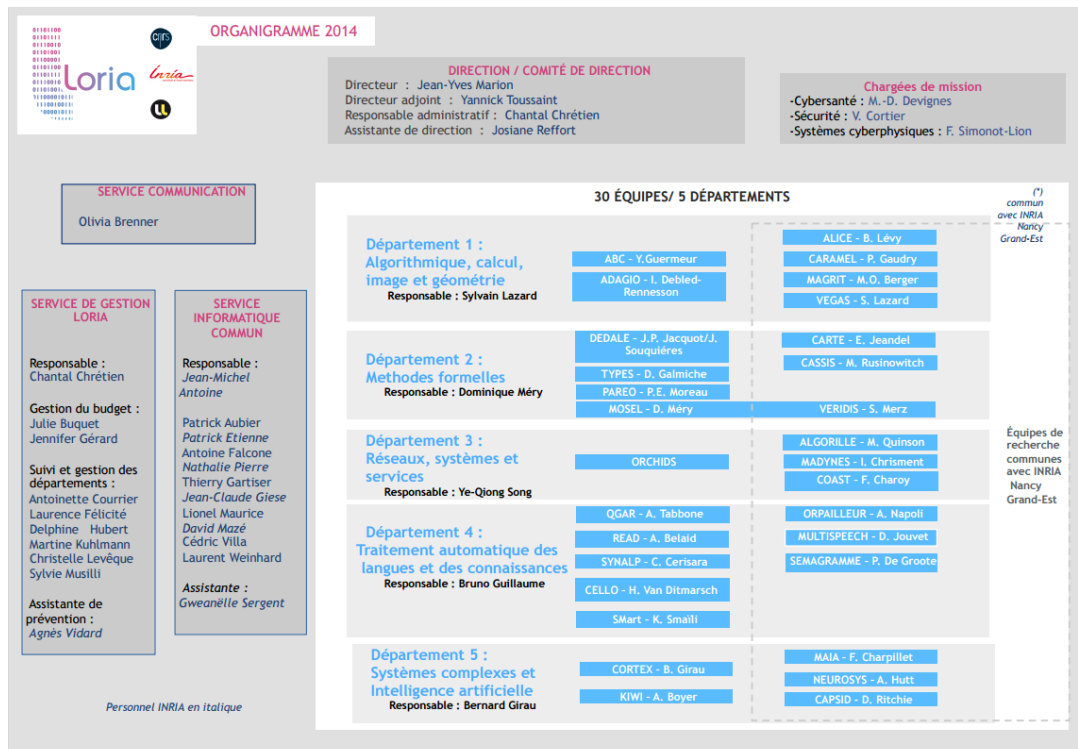 01101100
01101111
01110010
01101001
01100001
Loria
cnrs
Inria
ORGANIGRAMME 2014
DIRECTION / COMITÉ DE DIRECTION
Directeur : Jean-Yves Marion
Directeur adjoint : Yannick Toussaint
Responsable administratif : Chantal Chrétien
Assistante de direction : Josiane Reffort
Chargées de mission
-Cybersanté : M.-D. Devignes
-Sécurité : V. Cortier
-Systèmes cyberphysiques : F. Simonot-Lion
SERVICE COMMUNICATION
Olivia Brenner
SERVICE DE GESTION
LORIA
Responsable :
Chantal Chrétien
Gestion du budget :
Julie Buquet
Jennifer Gérard
Suivi et gestion des
départements :
Antoinette Courrier
Laurence Félicité
Delphine Hubert
Martine Kuhlmann
Christelle Levêque
Sylvie Musilli
Assistante de
prévention :
Agnès Vidard
SERVICE
INFORMATIQUE
COMMUN
Responsable :
Jean-Michel
Antoine
Patrick Aubier
Patrick Etienne
Antoine Falcone
Nathalie Pierre
Thierry Gartiser
Jean-Claude Giese
Lionel Maurice
David Mazé
Cédric Villa
Laurent Weinhard
Assistante :
Gweanëlle Sergent
Personnel INRIA en italique
30 ÉQUIPES/ 5 DÉPARTEMENTS
(*)
commun
avec INRIA
Nancy
Grand-Est
Département 1 :
Algorithmique, calcul,
image et géométrie
Responsable : Sylvain Lazard
ABC - Y.Guermeur
ADAGIO - I. Debled-
Rennesson
ALICE - B. Lévy
CARAMEL - P. Gaudry
MAGRIT - M.O. Berger
VEGAS - S. Lazard
Département 2 :
Methodes formelles
Responsable : Dominique Méry
DEDALE - J.P. Jacquot/J.
Souquiéres
TYPES - D. Galmiche
PAREO - P.E. Moreau
MOSEL - D. Méry
CARTE - E. Jeandel
CASSIS - M. Rusinowitch
VERIDIS - S. Merz
Département 3 :
Réseaux, systèmes et
services
Responsable : Ye-Qiong Song
ORCHIDS
ALGORILLE - M. Quinson
MADYNES - I. Chrisment
COAST - F. Charoy
Équipes de
recherche
communes
avec INRIA
Nancy
Grand-Est
Département 4 :
Traitement automatique des
langues et des connaissances
Responsable : Bruno Guillaume
QGAR - A. Tabbone
READ - A. Belaid
SYNALP - C. Cerisara
CELLO - H. Van Ditmarsch
SMart - K. Smaïli
ORPAILLEUR - A. Napoli
MULTISPEECH - D. Jouvet
SEMAGRAMME - P. De Groote
Département 5 :
Systèmes complexes et
Intelligence artificielle
Responsable : Bernard Girau
CORTEX - B. Girau
KIWI - A. Boyer
MAIA - F. Charpillet
NEUROSYS - A. Hutt
CAPSID - D. Ritchie